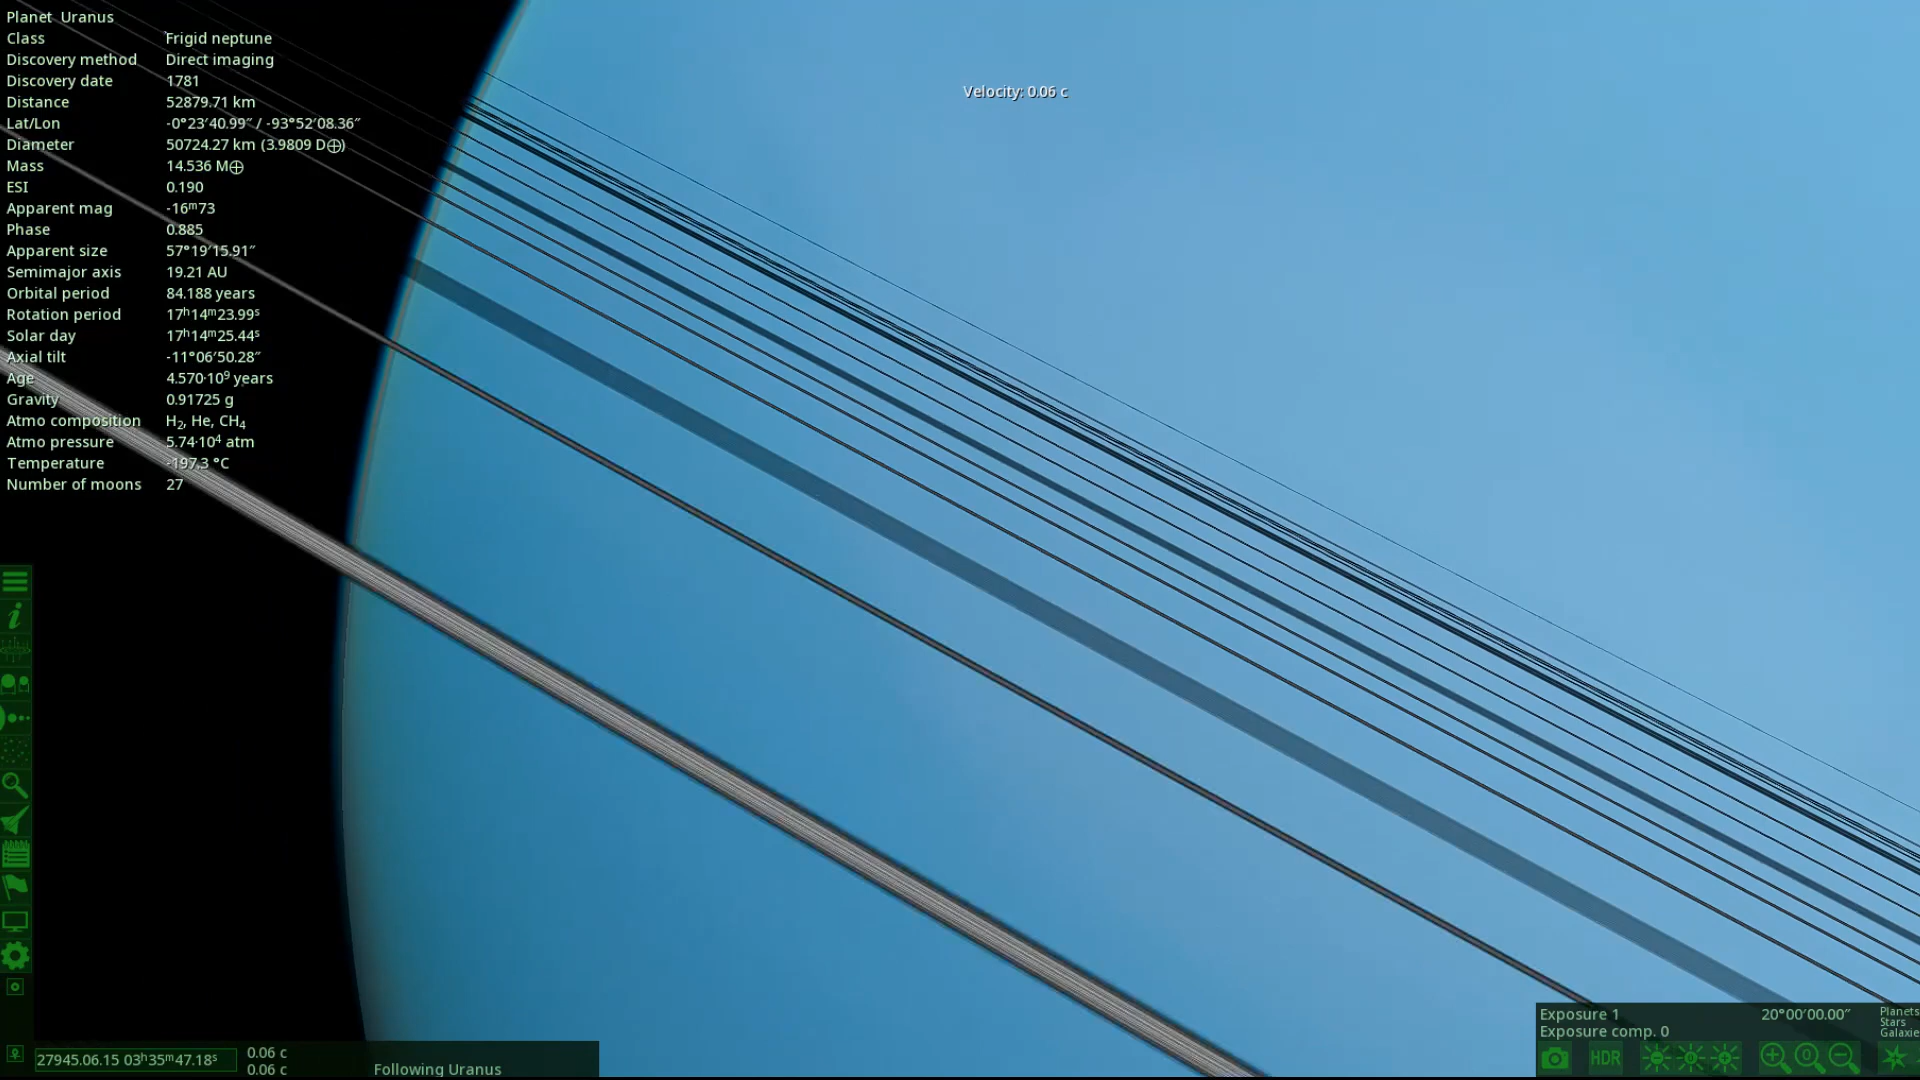 Planet Uranus
Class Frigid neptune
Discovery method Direct imaging
Discovery date 1781
Distance 52879.71 km
Lat/Lon -0°23′40.99″ / -93°52′08.36″
Diameter 50724.27 km (3.9809 D⊕)
Mass 14.536 M⊕
ESI 0.190
Apparent mag -16ᵐ73
Phase 0.885
Apparent size 57°19′15.91″
Semimajor axis 19.21 AU
Orbital period 84.188 years
Rotation period 17ʰ14ᵐ23.99ˢ
Solar day 17ʰ14ᵐ25.44ˢ
Axial tilt -11°06′50.28″
Age 4.570·10⁹ years
Gravity 0.91725 g
Atmo composition H₂, He, CH₄
Atmo pressure 5.74·10⁴ atm
Temperature -197.3 °C
Number of moons 27
Velocity: 0.06 c
27945.06.15 03ʰ35ᵐ47.18ˢ
0.06 c
0.06 c
Following Uranus
Exposure 1 20°00′00.00″
Exposure comp. 0
Planets
Stars
Galaxie
HDR